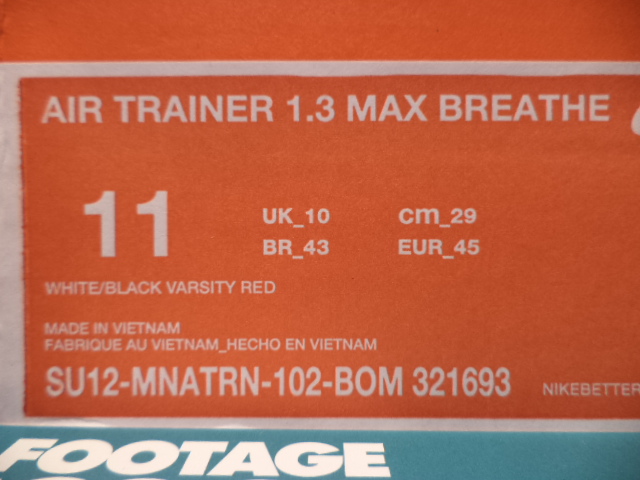 AIR TRAINER 1.3 MAX BREATHE
11
UK_10 cm_29
BR_43 EUR_45
WHITE/BLACK VARSITY RED
MADE IN VIETNAM
FABRIQUE AU VIETNAM_HECHO EN VIETNAM
SU12-MNATRN-102-BOM 321693
NIKEBETTER
FOOTAGE